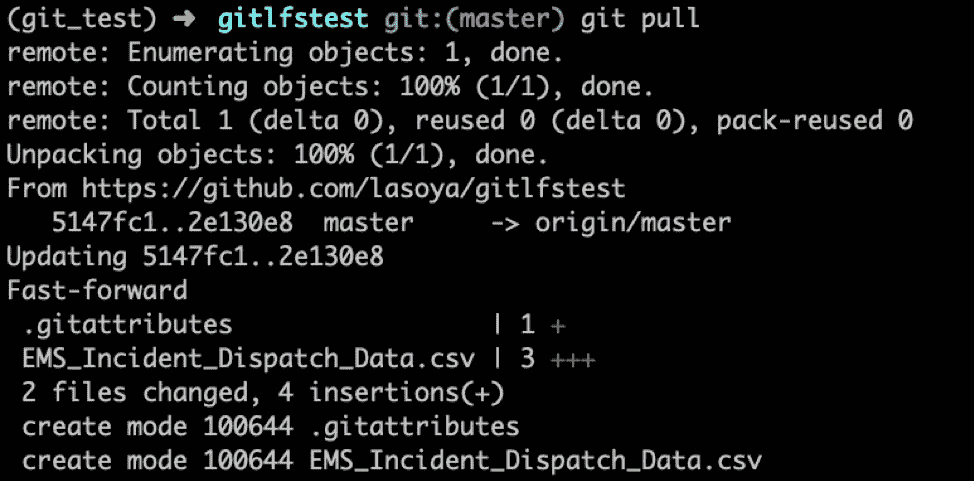 (git_test) ➜ gitlfstest git:(master) git pull
remote: Enumerating objects: 1, done.
remote: Counting objects: 100% (1/1), done.
remote: Total 1 (delta 0), reused 0 (delta 0), pack-reused 0
Unpacking objects: 100% (1/1), done.
From https://github.com/lasoya/gitlfstest
   5147fc1..2e130e8  master     -> origin/master
Updating 5147fc1..2e130e8
Fast-forward
 .gitattributes                 | 1 +
 EMS_Incident_Dispatch_Data.csv | 3 +++
 2 files changed, 4 insertions(+)
 create mode 100644 .gitattributes
 create mode 100644 EMS_Incident_Dispatch_Data.csv